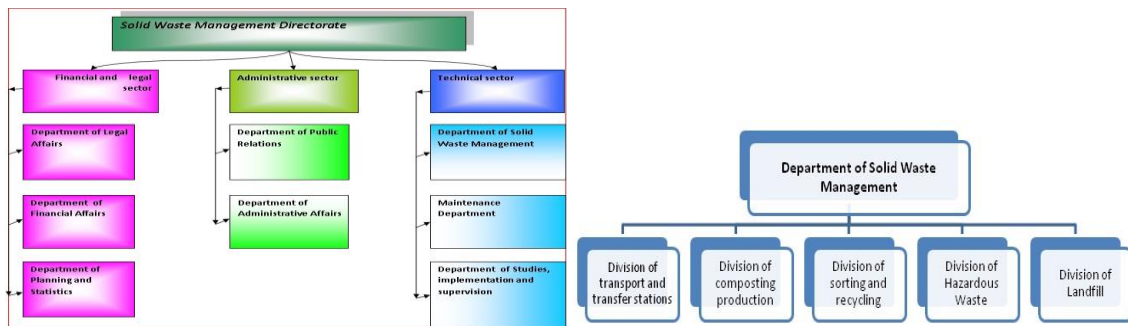 Solid Waste Management Directorate
Financial and legal
sector
Administrative sector
Technical sector
Department of Legal
Affairs
Department of Public
Relations
Department of Solid
Waste Management
Department of
Financial Affairs
Department of
Administrative Affairs
Maintenance
Department
Department of
Planning and
Statistics
Department of Studies,
implementation and
supervision
Department of Solid Waste
Management
Division of
transport and
transfer stations
Division of
composting
production
Division of
sorting and
recycling
Division of
Hazardous
Waste
Division of
Landfill